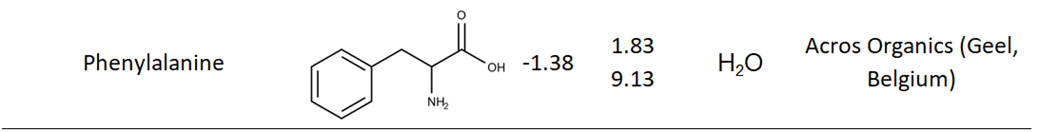 Phenylalanine
O
OH
NH₂
-1.38
1.83
9.13
H₂O
Acros Organics (Geel,
Belgium)